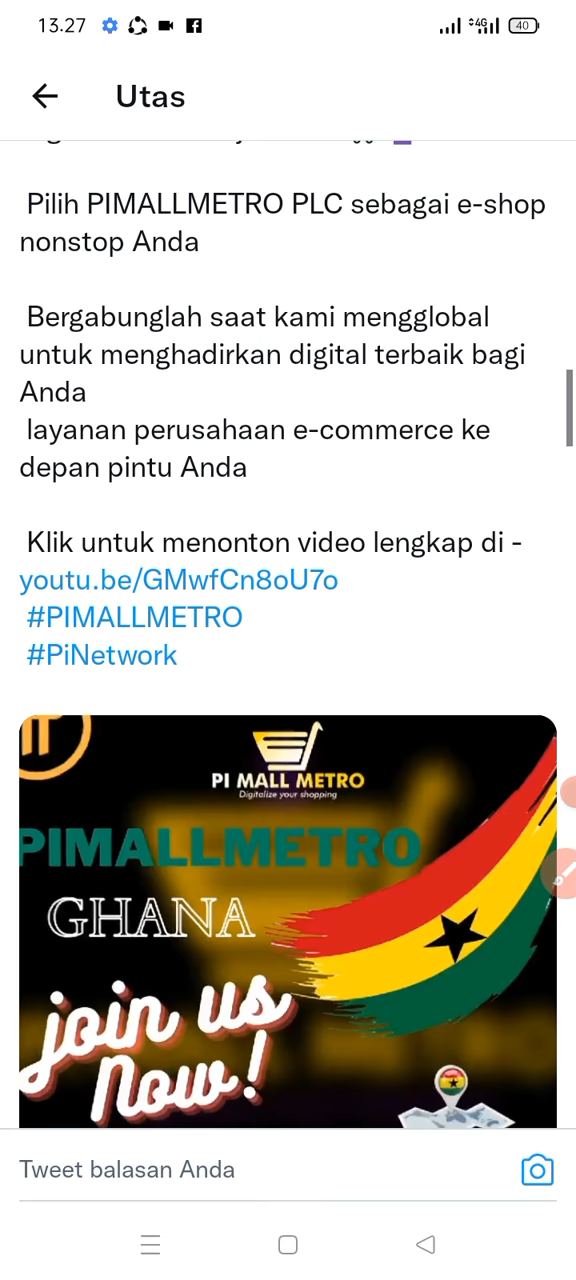 13.27
4G
40
Utas
Pilih PIMALLMETRO PLC sebagai e-shop
nonstop Anda
Bergabunglah saat kami mengglobal
untuk menghadirkan digital terbaik bagi
Anda
layanan perusahaan e-commerce ke
depan pintu Anda
Klik untuk menonton video lengkap di -
youtu.be/GMwfCn8oU7o
#PIMALLMETRO
#PiNetwork
PI MALL METRO
Digitalize your shopping
PIMALLMETRO
GHANA
join us
Now!
Tweet balasan Anda